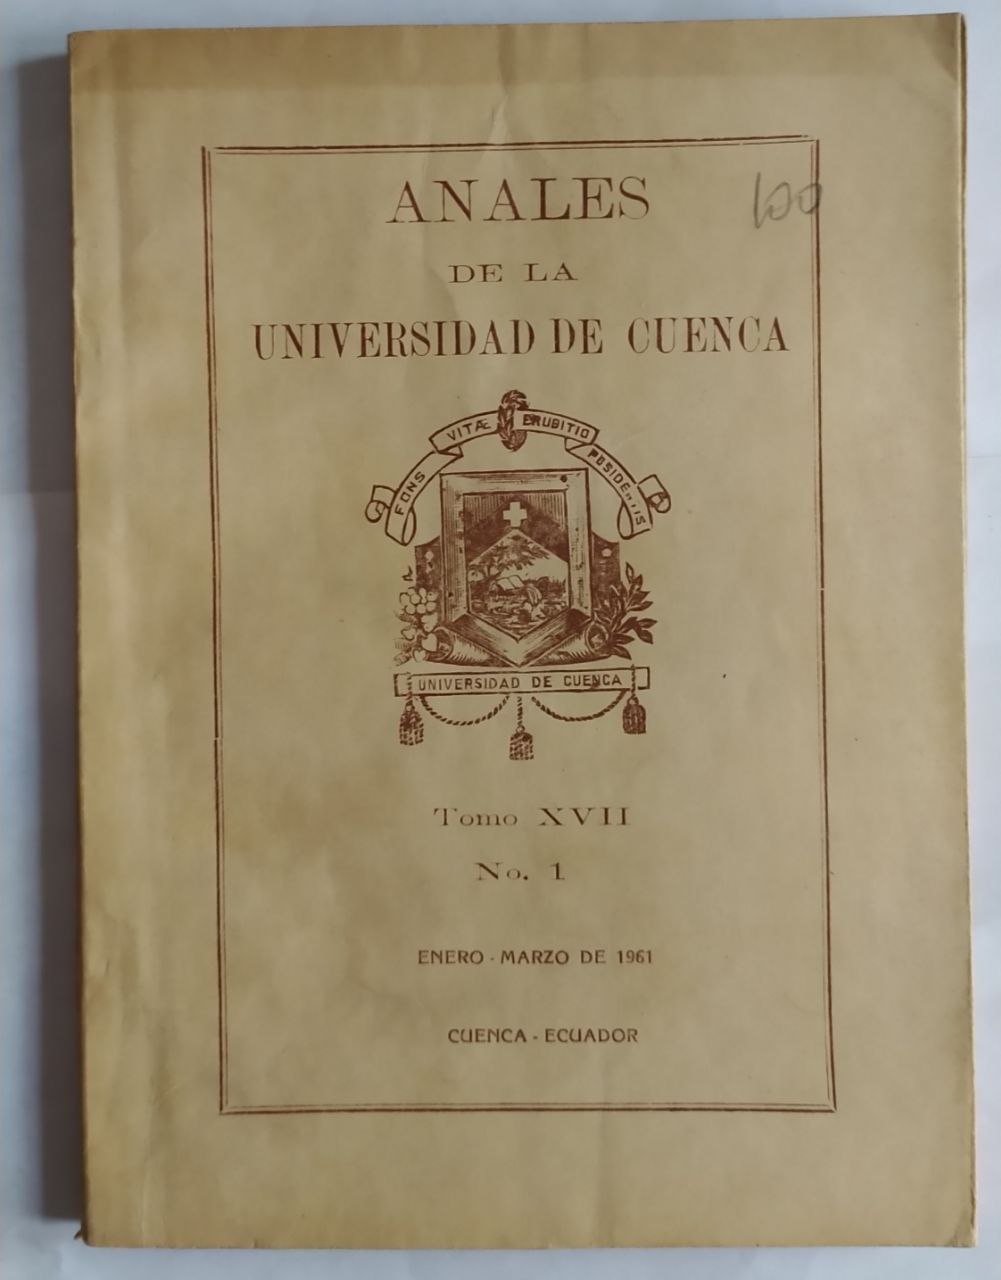 ANALES
100
DE LA
UNIVERSIDAD DE CUENCA
FONS VITÆ ERUDITIO POSIDENTIS
UNIVERSIDAD DE CUENCA
Tomo XVII
No. 1
ENERO - MARZO DE 1961
CUENCA - ECUADOR